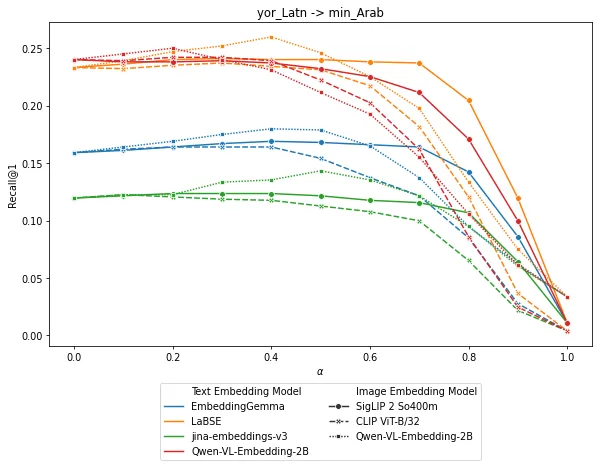 yor_Latn -> min_Arab
Recall@1
0.25
0.20
0.15
0.10
0.05
0.00
0.0 0.2 0.4 0.6 0.8 1.0
α
Text Embedding Model
EmbeddingGemma
LaBSE
jina-embeddings-v3
Qwen-VL-Embedding-2B
Image Embedding Model
SigLIP 2 So400m
CLIP ViT-B/32
Qwen-VL-Embedding-2B